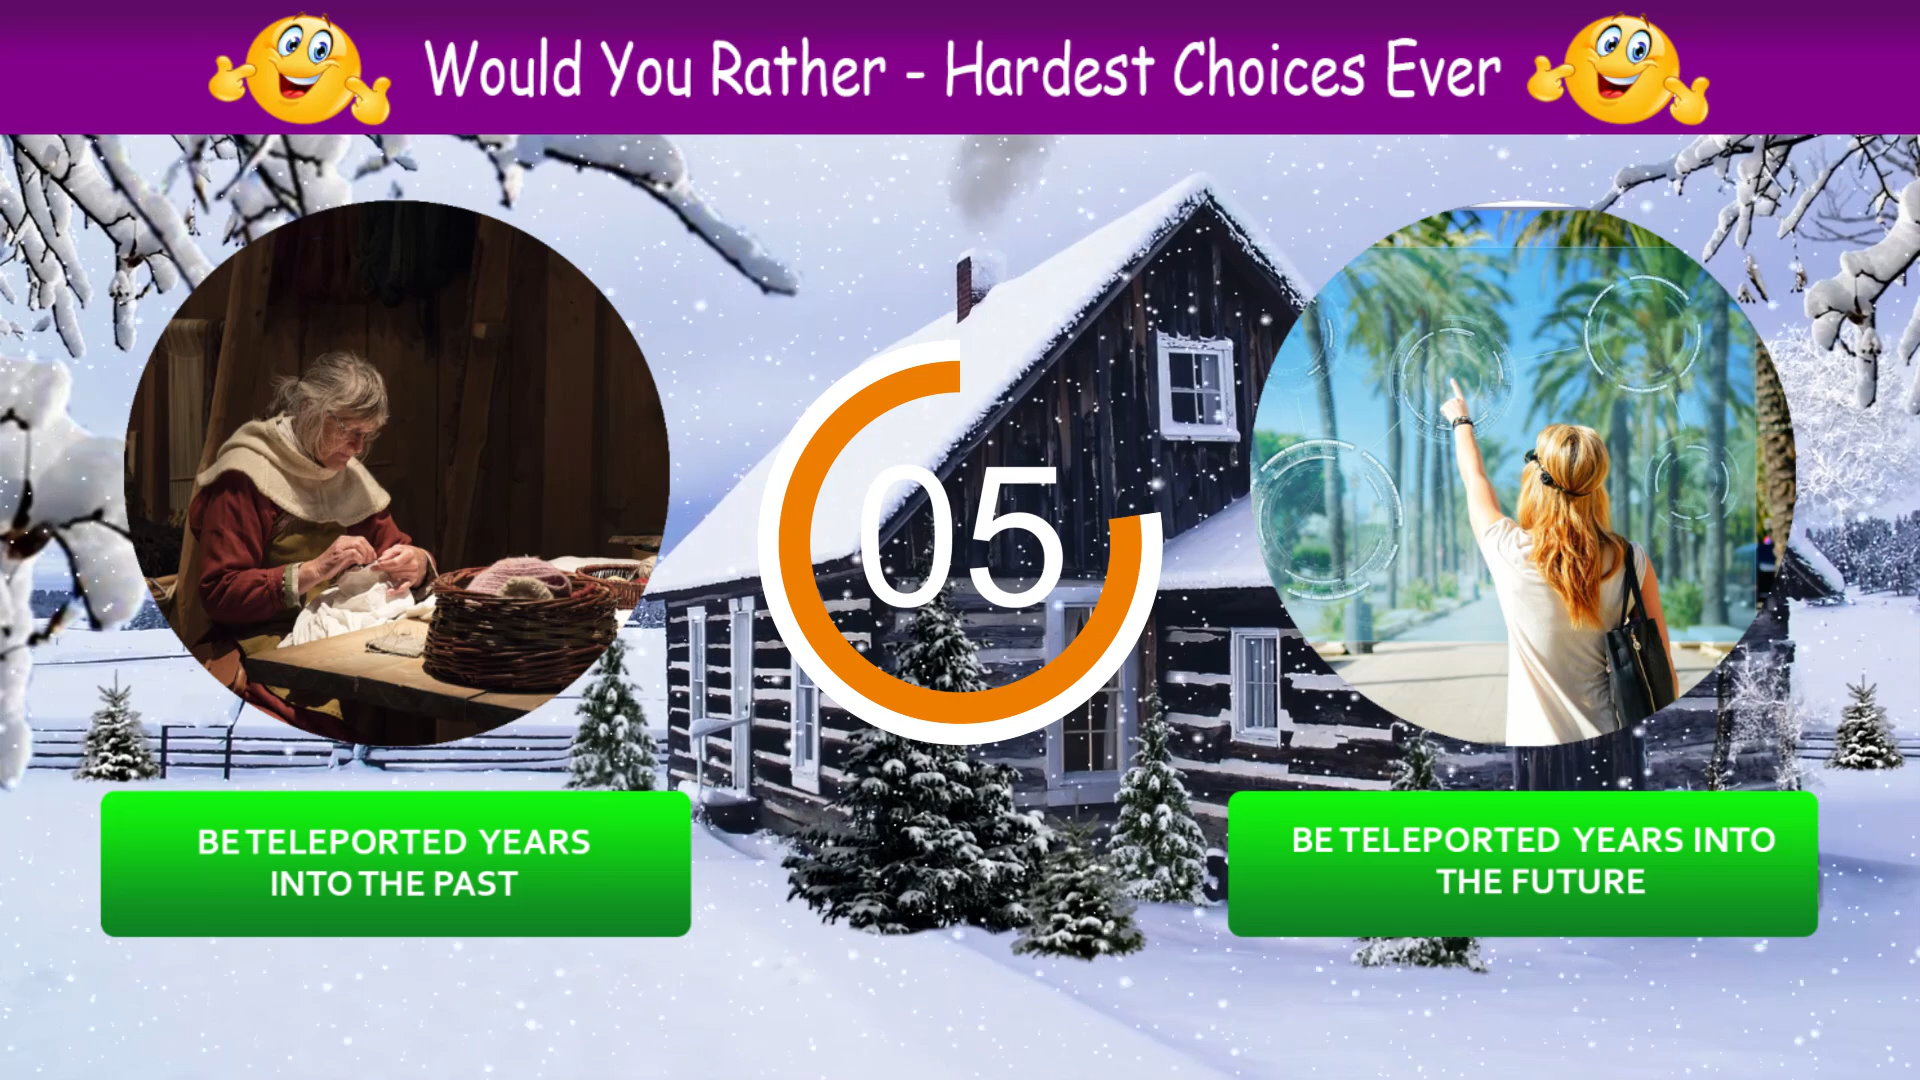 Would You Rather - Hardest Choices Ever
05
BE TELEPORTED YEARS
INTO THE PAST
BE TELEPORTED YEARS INTO
THE FUTURE